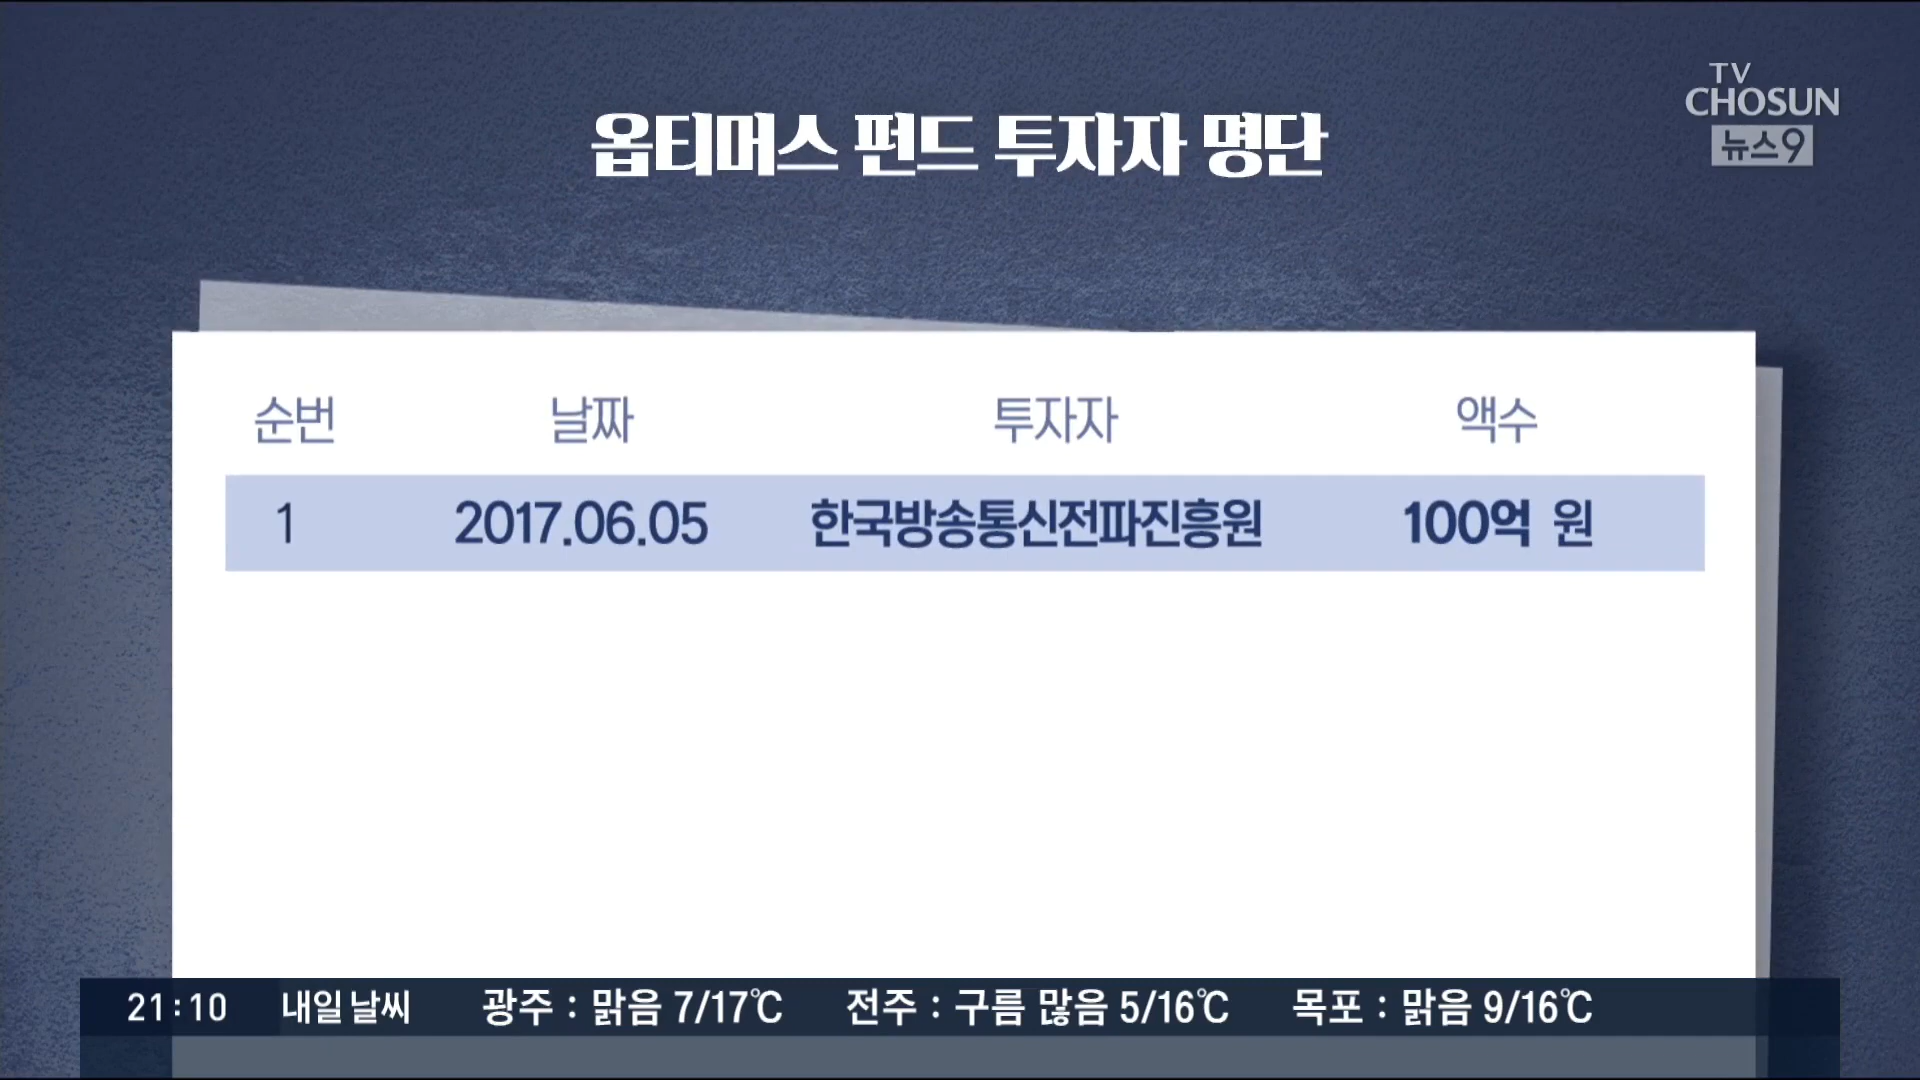 TV
CHOSUN
뉴스9
옵티머스 펀드 투자자 명단
순번 날짜 투자자 액수
1 2017.06.05 한국방송통신전파진흥원 100억 원
21:10 내일 날씨 광주 : 맑음 7/17℃ 전주 : 구름 많음 5/16℃ 목포 : 맑음 9/16℃